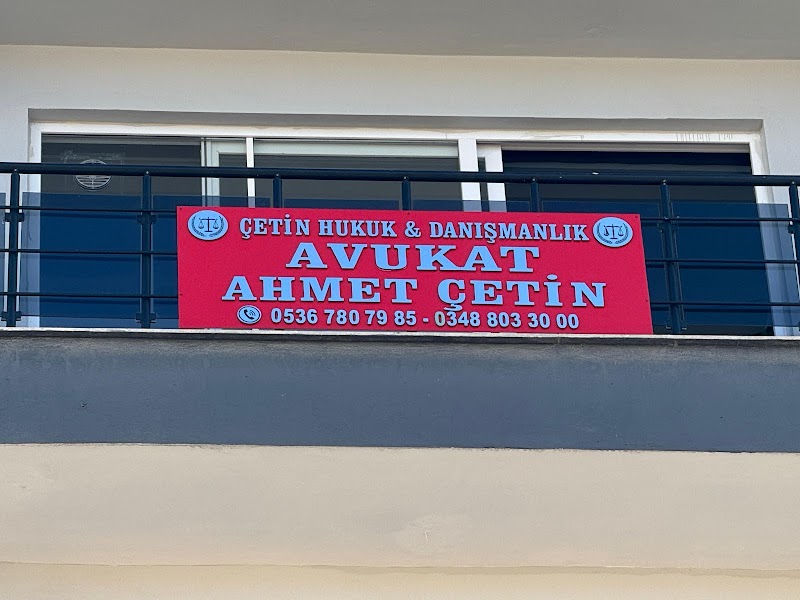 ÇETİN HUKUK & DANIŞMANLIK
AVUKAT
AHMET ÇETİN
0536 780 79 85 - 0348 803 30 00